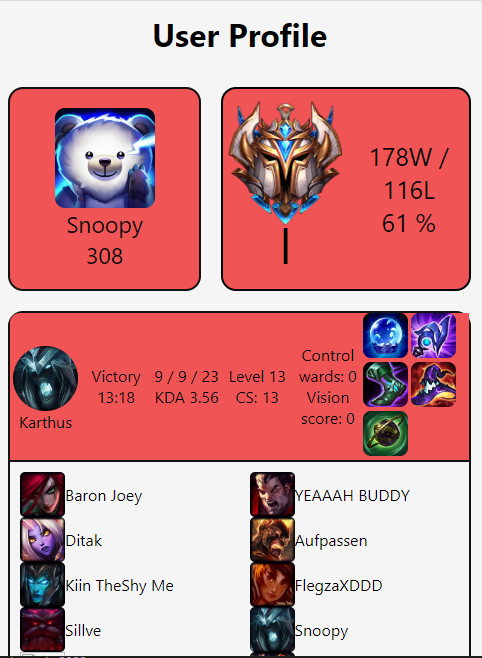 User Profile
Snoopy
308
178W /
116L
61 %
I
Karthus
Victory
13:18
9 / 9 / 23
KDA 3.56
Level 13
CS: 13
Control
wards: 0
Vision
score: 0
Baron Joey
YEAAAH BUDDY
Ditak
Aufpassen
Kiin TheShy Me
FlegzaXDDD
Sillve
Snoopy